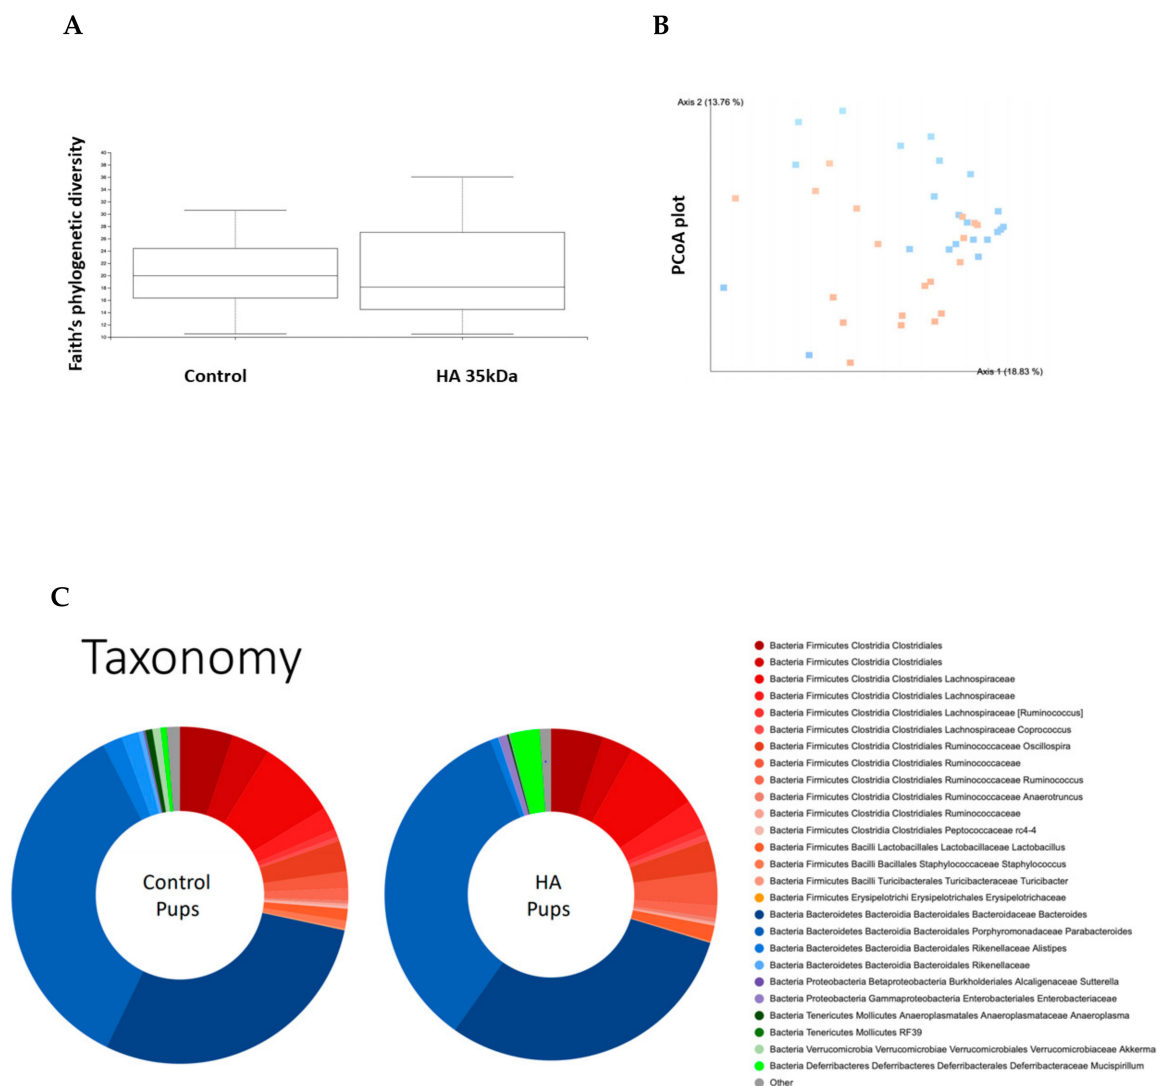 A
B
Faith's phylogenetic diversity
40
38
36
34
32
30
28
26
24
22
20
18
16
14
12
10
Control
HA 35kDa
Axis 2 (13.76 %)
PCoA plot
Axis 1 (18.83 %)
C
Taxonomy
Control
Pups
HA
Pups
Bacteria Firmicutes Clostridia Clostridiales
Bacteria Firmicutes Clostridia Clostridiales
Bacteria Firmicutes Clostridia Clostridiales Lachnospiraceae
Bacteria Firmicutes Clostridia Clostridiales Lachnospiraceae
Bacteria Firmicutes Clostridia Clostridiales Lachnospiraceae [Ruminococcus]
Bacteria Firmicutes Clostridia Clostridiales Lachnospiraceae Coprococcus
Bacteria Firmicutes Clostridia Clostridiales Ruminococcaceae Oscillospira
Bacteria Firmicutes Clostridia Clostridiales Ruminococcaceae
Bacteria Firmicutes Clostridia Clostridiales Ruminococcaceae Ruminococcus
Bacteria Firmicutes Clostridia Clostridiales Ruminococcaceae Anaerotruncus
Bacteria Firmicutes Clostridia Clostridiales Ruminococcaceae
Bacteria Firmicutes Clostridia Clostridiales Peptococcaceae rc4-4
Bacteria Firmicutes Bacilli Lactobacillales Lactobacillaceae Lactobacillus
Bacteria Firmicutes Bacilli Bacillales Staphylococcaceae Staphylococcus
Bacteria Firmicutes Bacilli Turicibacterales Turicibacteraceae Turicibacter
Bacteria Firmicutes Erysipelotrichi Erysipelotrichales Erysipelotrichaceae
Bacteria Bacteroidetes Bacteroidia Bacteroidales Bacteroidaceae Bacteroides
Bacteria Bacteroidetes Bacteroidia Bacteroidales Porphyromonadaceae Parabacteroides
Bacteria Bacteroidetes Bacteroidia Bacteroidales Rikenellaceae Alistipes
Bacteria Bacteroidetes Bacteroidia Bacteroidales Rikenellaceae
Bacteria Proteobacteria Betaproteobacteria Burkholderiales Alcaligenaceae Sutterella
Bacteria Proteobacteria Gammaproteobacteria Enterobacteriales Enterobacteriaceae
Bacteria Tenericutes Mollicutes Anaeroplasmatales Anaeroplasmataceae Anaeroplasma
Bacteria Tenericutes Mollicutes RF39
Bacteria Verrucomicrobia Verrucomicrobiae Verrucomicrobiales Verrucomicrobiaceae Akkerma
Bacteria Deferribacteres Deferribacteres Deferribacterales Deferribacteraceae Mucispirillum
Other